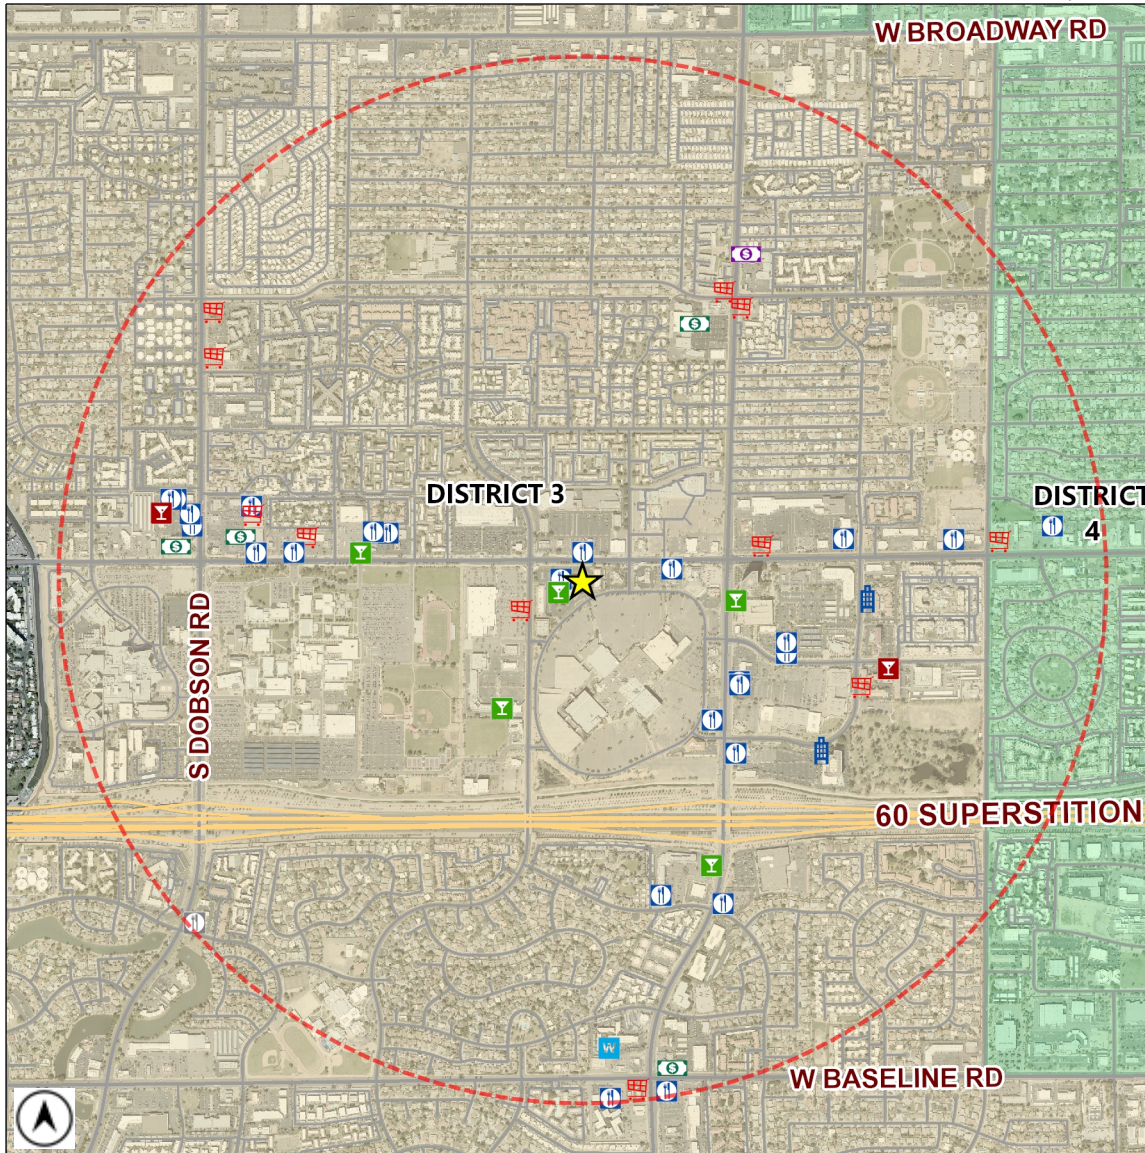 W BROADWAY RD
DISTRICT 3
DISTRICT
4
S DOBSON RD
60 SUPERSTITION
W BASELINE RD
W